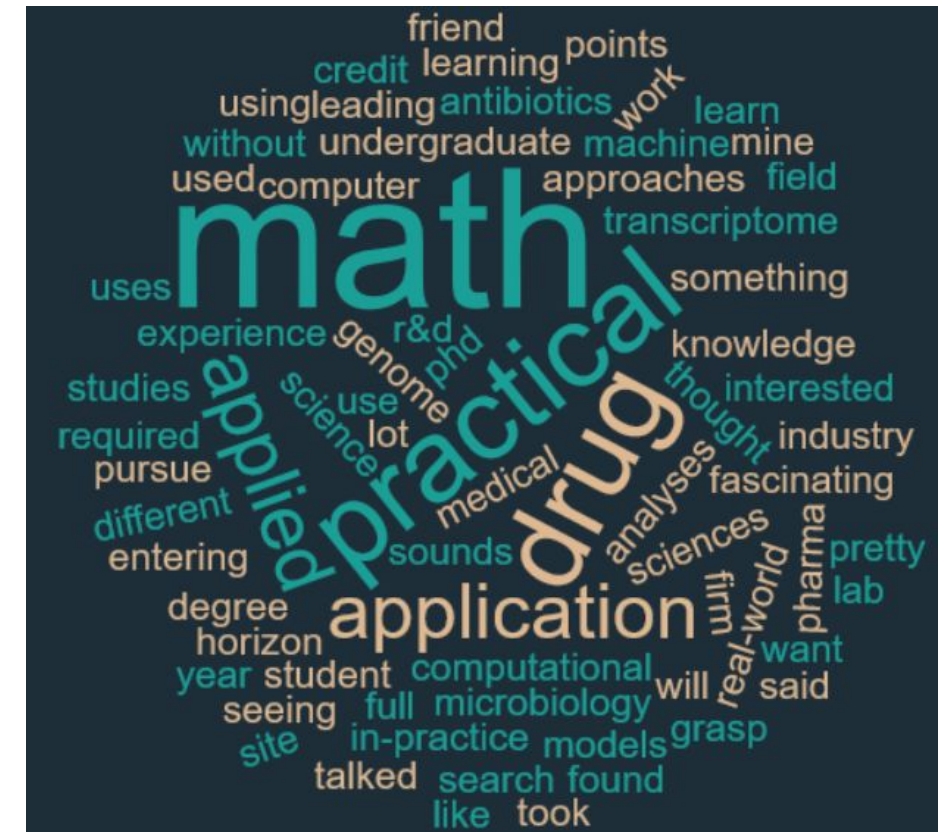 friend
credit learning points
usingleading antibiotics work learn
without undergraduate machine mine
used computer approaches field
math transcriptome
uses something
experience genome r&d phd practical knowledge
studies applied science use thought interested
required lot drug industry
pursue medical analyses fascinating
different sounds sciences
entering pharma pretty
degree application firm real-world lab
horizon want
year student computational will said
seeing full microbiology
site in-practice models grasp
talked search found
like took